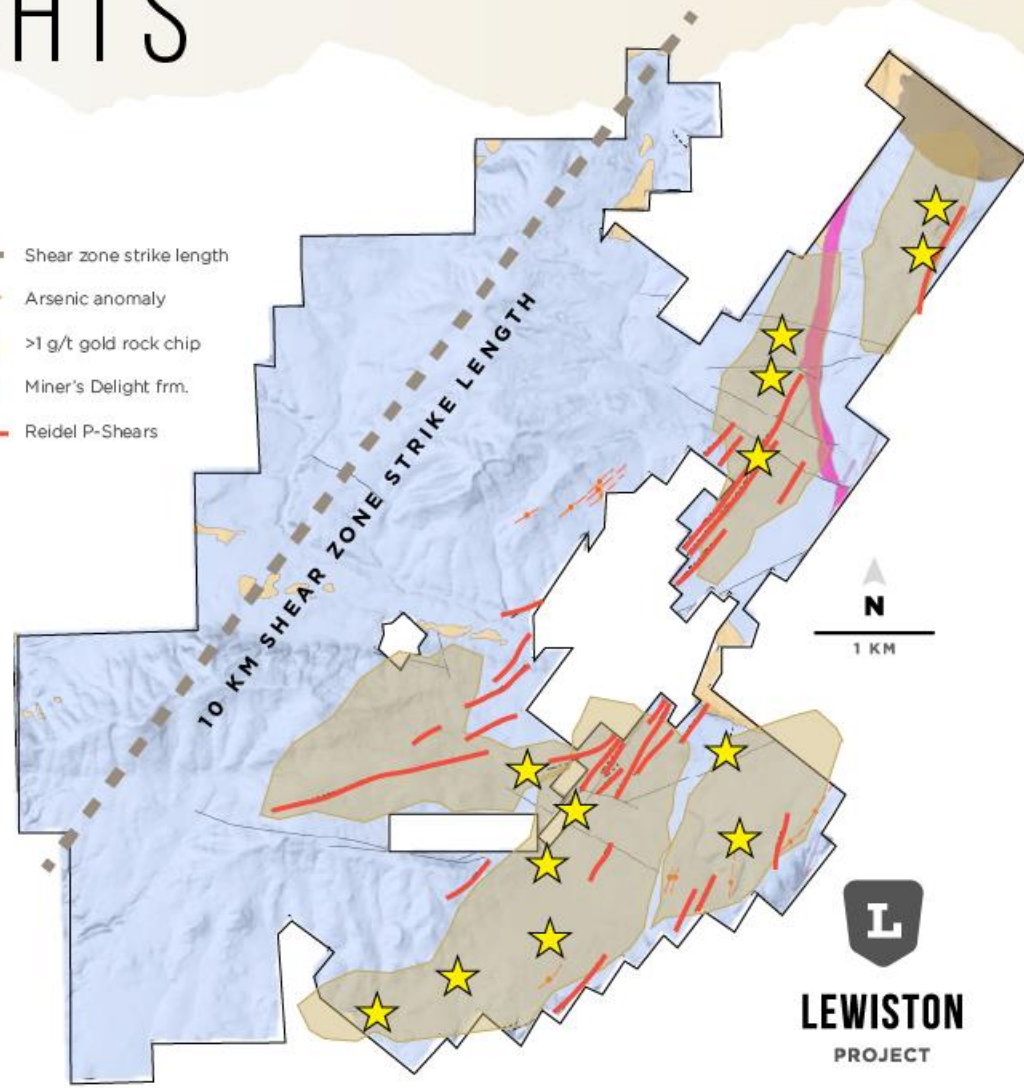 HTS
Shear zone strike length
Arsenic anomaly
>1 g/t gold rock chip
Miner's Delight frm.
Reidel P-Shears
10 KM SHEAR ZONE STRIKE LENGTH
N
1 KM
L
LEWISTON
PROJECT